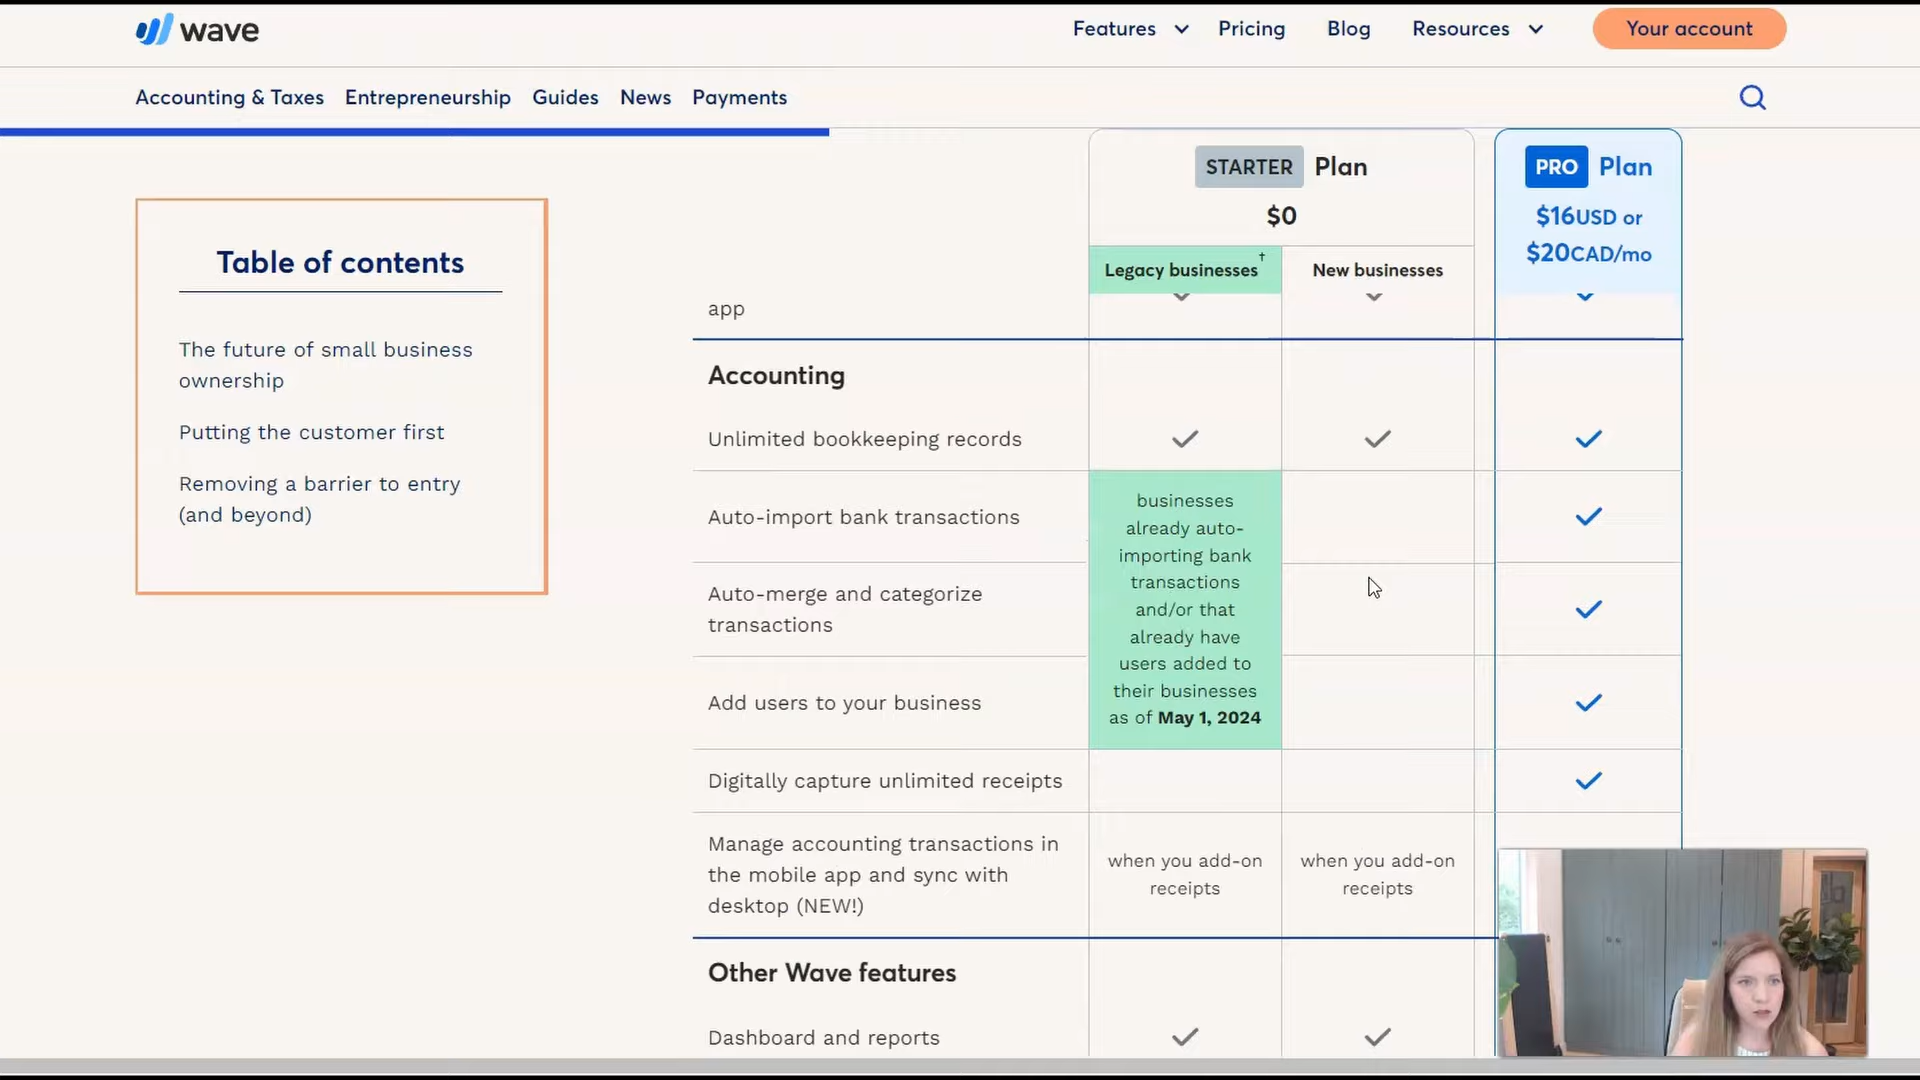 wave
Features
Pricing
Blog
Resources
Your account
Accounting & Taxes
Entrepreneurship
Guides
News
Payments
Table of contents
The future of small business
ownership
Putting the customer first
Removing a barrier to entry
(and beyond)
STARTER Plan
$0
Legacy businesses†
New businesses
PRO Plan
$16USD or
$20CAD/mo
app
Accounting
Unlimited bookkeeping records
Auto-import bank transactions
Auto-merge and categorize
transactions
Add users to your business
businesses
already auto-
importing bank
transactions
and/or that
already have
users added to
their businesses
as of May 1, 2024
Digitally capture unlimited receipts
Manage accounting transactions in
the mobile app and sync with
desktop (NEW!)
when you add-on
receipts
when you add-on
receipts
Other Wave features
Dashboard and reports